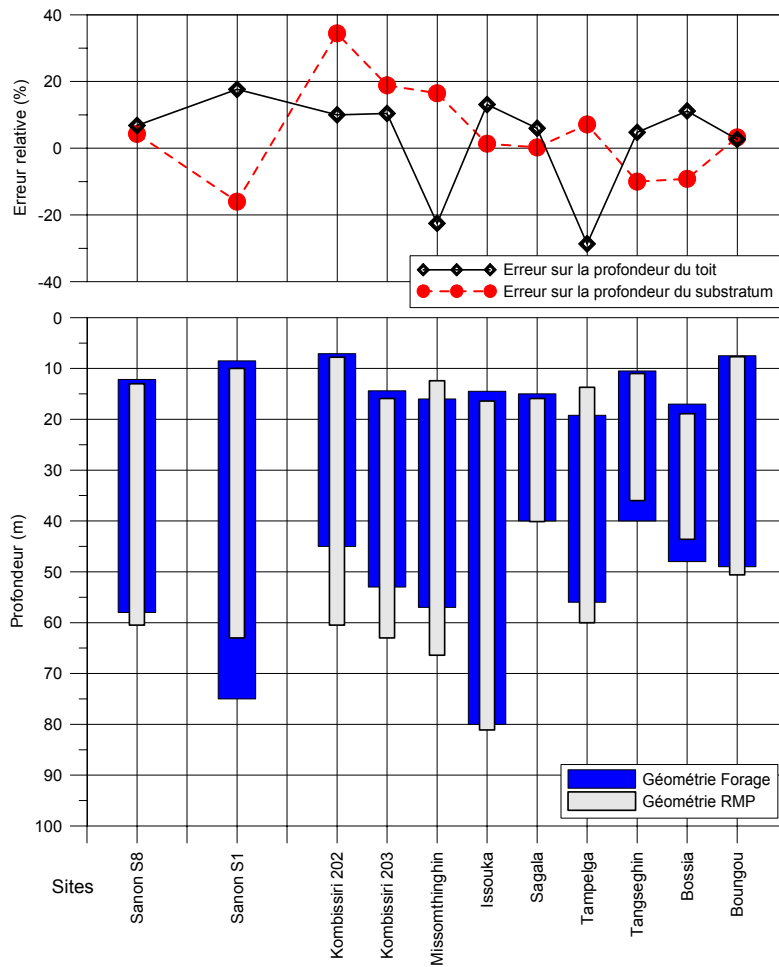 40
20
0
-20
-40
Erreur relative (%)
Erreur sur la profondeur du toit
Erreur sur la profondeur du substratum
0
10
20
30
40
50
60
70
80
90
100
Profondeur (m)
Géométrie Forage
Géométrie RMP
Sites
Sanon S8
Sanon S1
Kombissiri 202
Kombissiri 203
Missomthinghin
Issouka
Sagala
Tampelga
Tangseghin
Bossia
Boungou